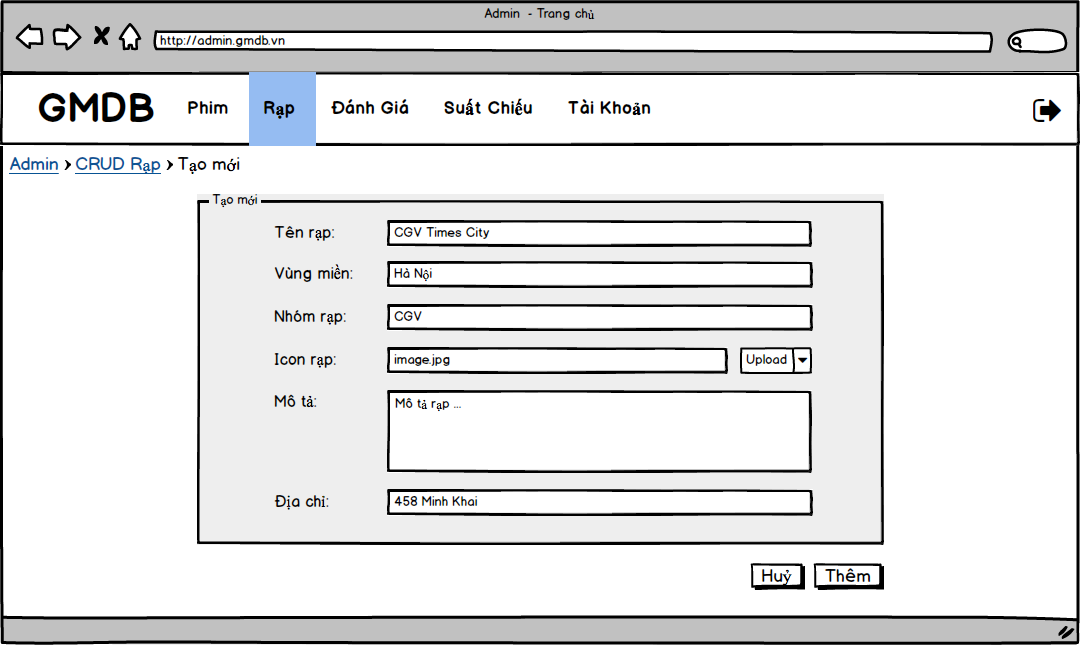 Admin - Trang chủ
http://admin.gmdb.vn
GMDB Phim Rạp Đánh Giá Suất Chiếu Tài Khoản
Admin › CRUD Rạp › Tạo mới
Tạo mới
Tên rạp: CGV Times City
Vùng miền: Hà Nội
Nhóm rạp: CGV
Icon rạp: image.jpg Upload
Mô tả: Mô tả rạp ...
Địa chỉ: 458 Minh Khai
Huỷ Thêm